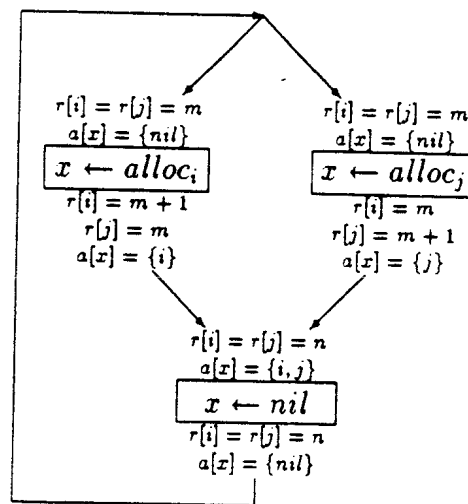 r[i] = r[j] = m
a[x] = {nil}
x ← alloc_i
r[i] = m + 1
r[j] = m
a[x] = {i}
r[i] = r[j] = m
a[x] = {nil}
x ← alloc_j
r[i] = m
r[j] = m + 1
a[x] = {j}
r[i] = r[j] = n
a[x] = {i, j}
x ← nil
r[i] = r[j] = n
a[x] = {nil}